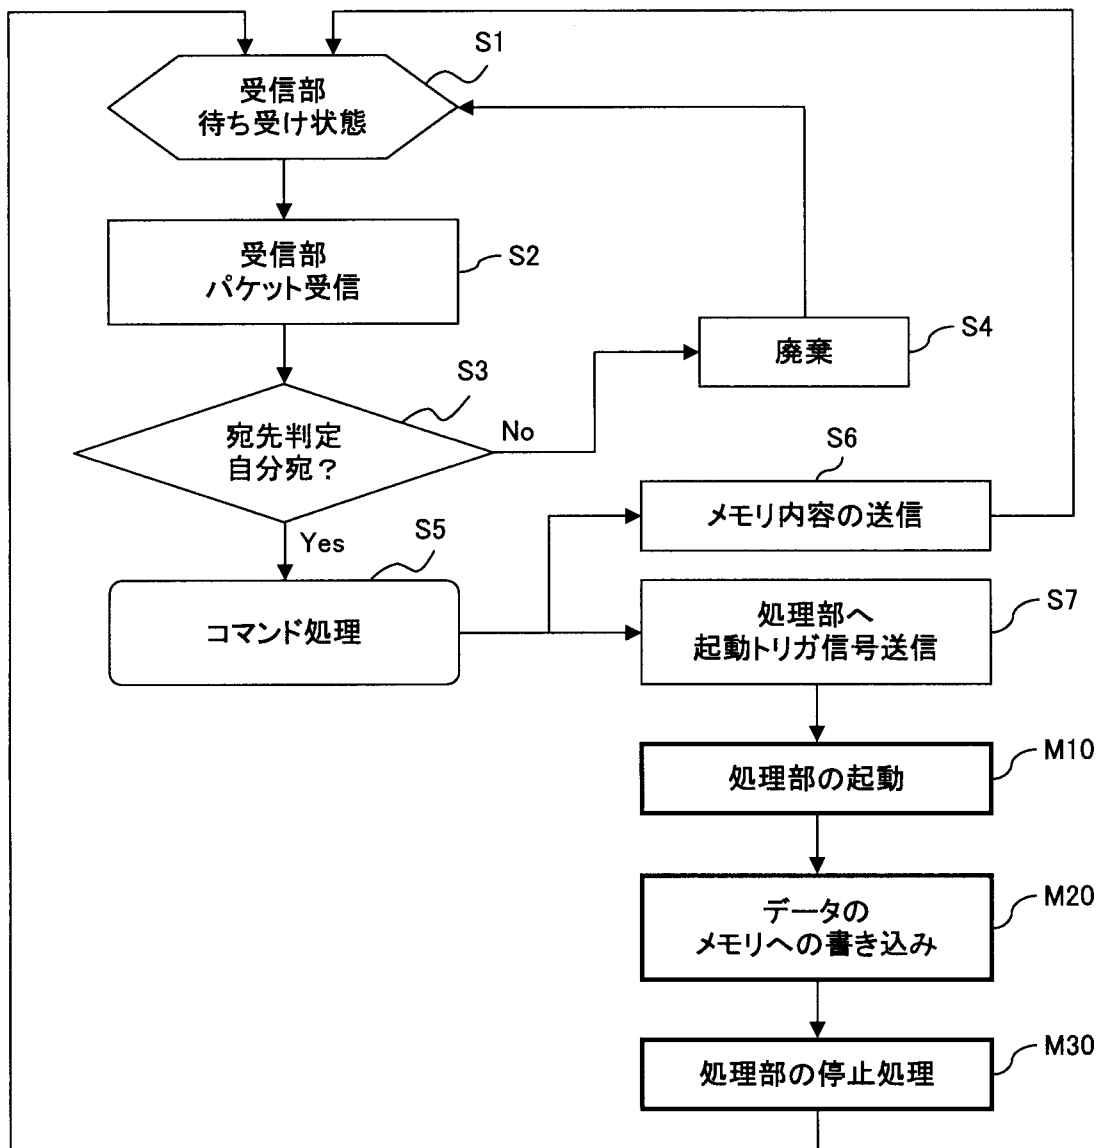 S1
受信部
待ち受け状態
受信部
パケット受信
S2
S4
廃棄
S3
宛先判定
自分宛？
No
Yes
S6
メモリ内容の送信
S5
コマンド処理
S7
処理部へ
起動トリガ信号送信
M10
処理部の起動
M20
データの
メモリへの書き込み
M30
処理部の停止処理